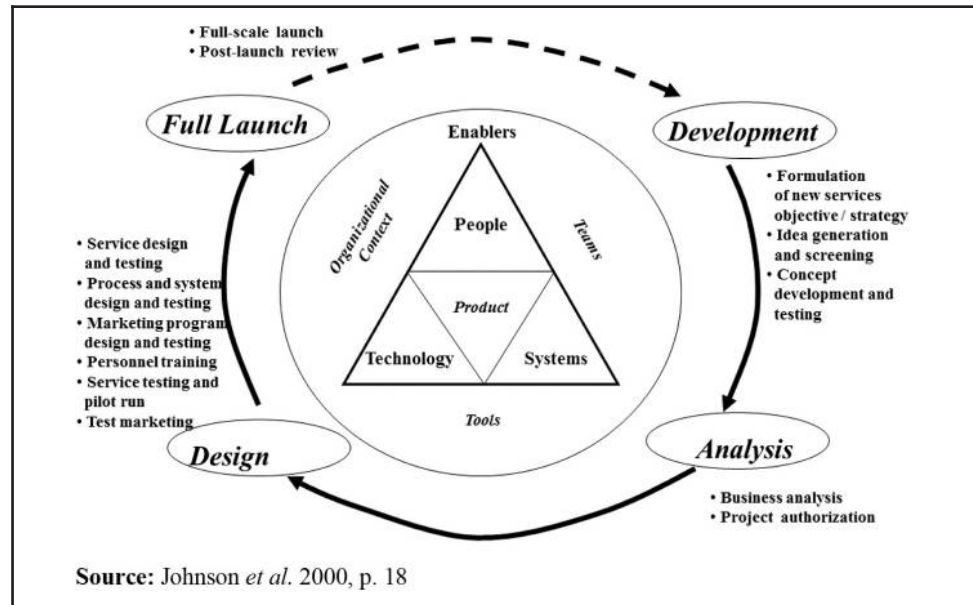 • Full-scale launch
• Post-launch review
Full Launch
Development
Enablers
Organizational
Context
People
Teams
Product
Technology
Systems
Tools
• Formulation
of new services
objective / strategy
• Idea generation
and screening
• Concept
development and
testing
• Service design
and testing
• Process and system
design and testing
• Marketing program
design and testing
• Personnel training
• Service testing and
pilot run
• Test marketing
Design
Analysis
• Business analysis
• Project authorization
Source: Johnson et al. 2000, p. 18